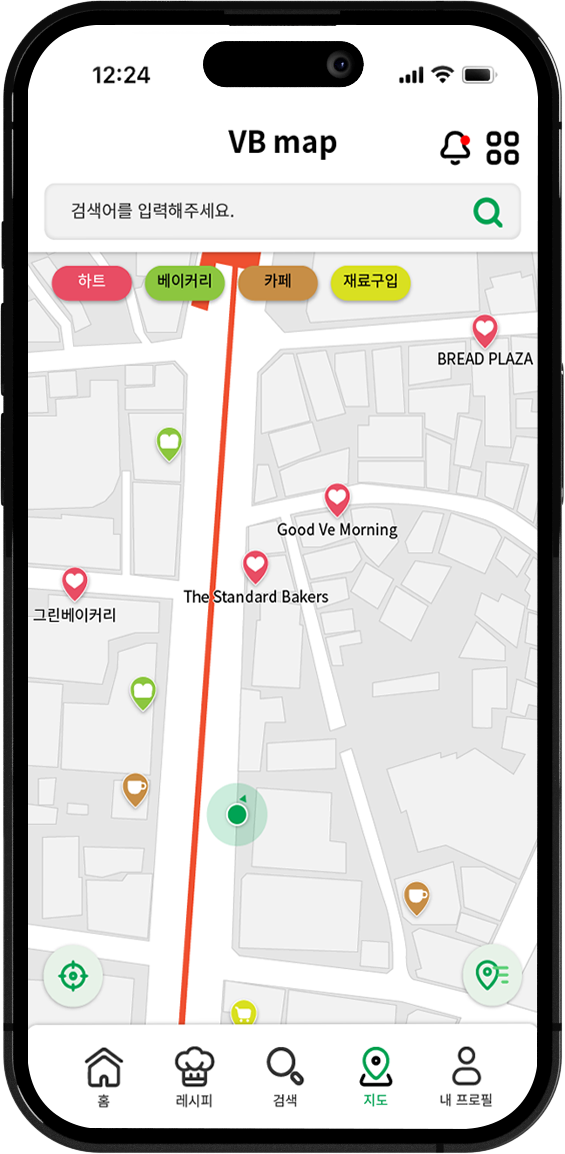 12:24
VB map
검색어를 입력해주세요.
하트
베이커리
카페
재료구입
BREAD PLAZA
Good Ve Morning
The Standard Bakers
그린베이커리
홈
레시피
검색
지도
내 프로필